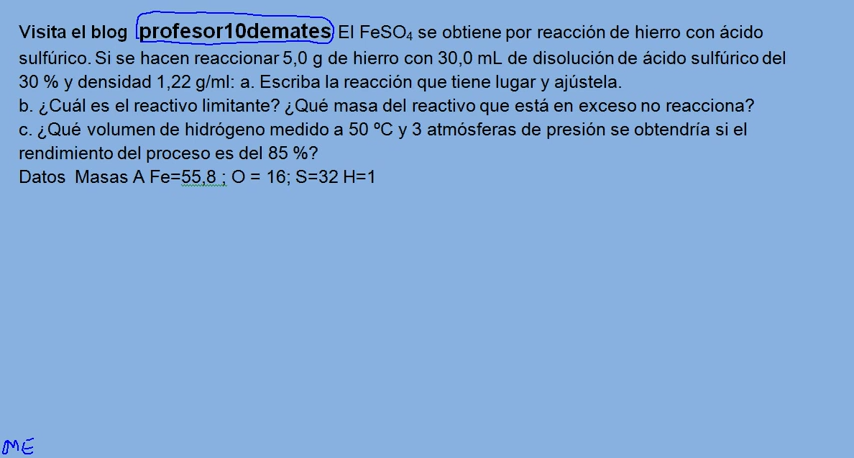 Visita el blog profesor10demates El FeSO₄ se obtiene por reacción de hierro con ácido
sulfúrico. Si se hacen reaccionar 5,0 g de hierro con 30,0 mL de disolución de ácido sulfúrico del
30 % y densidad 1,22 g/ml: a. Escriba la reacción que tiene lugar y ajústela.
b. ¿Cuál es el reactivo limitante? ¿Qué masa del reactivo que está en exceso no reacciona?
c. ¿Qué volumen de hidrógeno medido a 50 ºC y 3 atmósferas de presión se obtendría si el
rendimiento del proceso es del 85 %?
Datos Masas A Fe=55,8 ; O = 16; S=32 H=1
ME